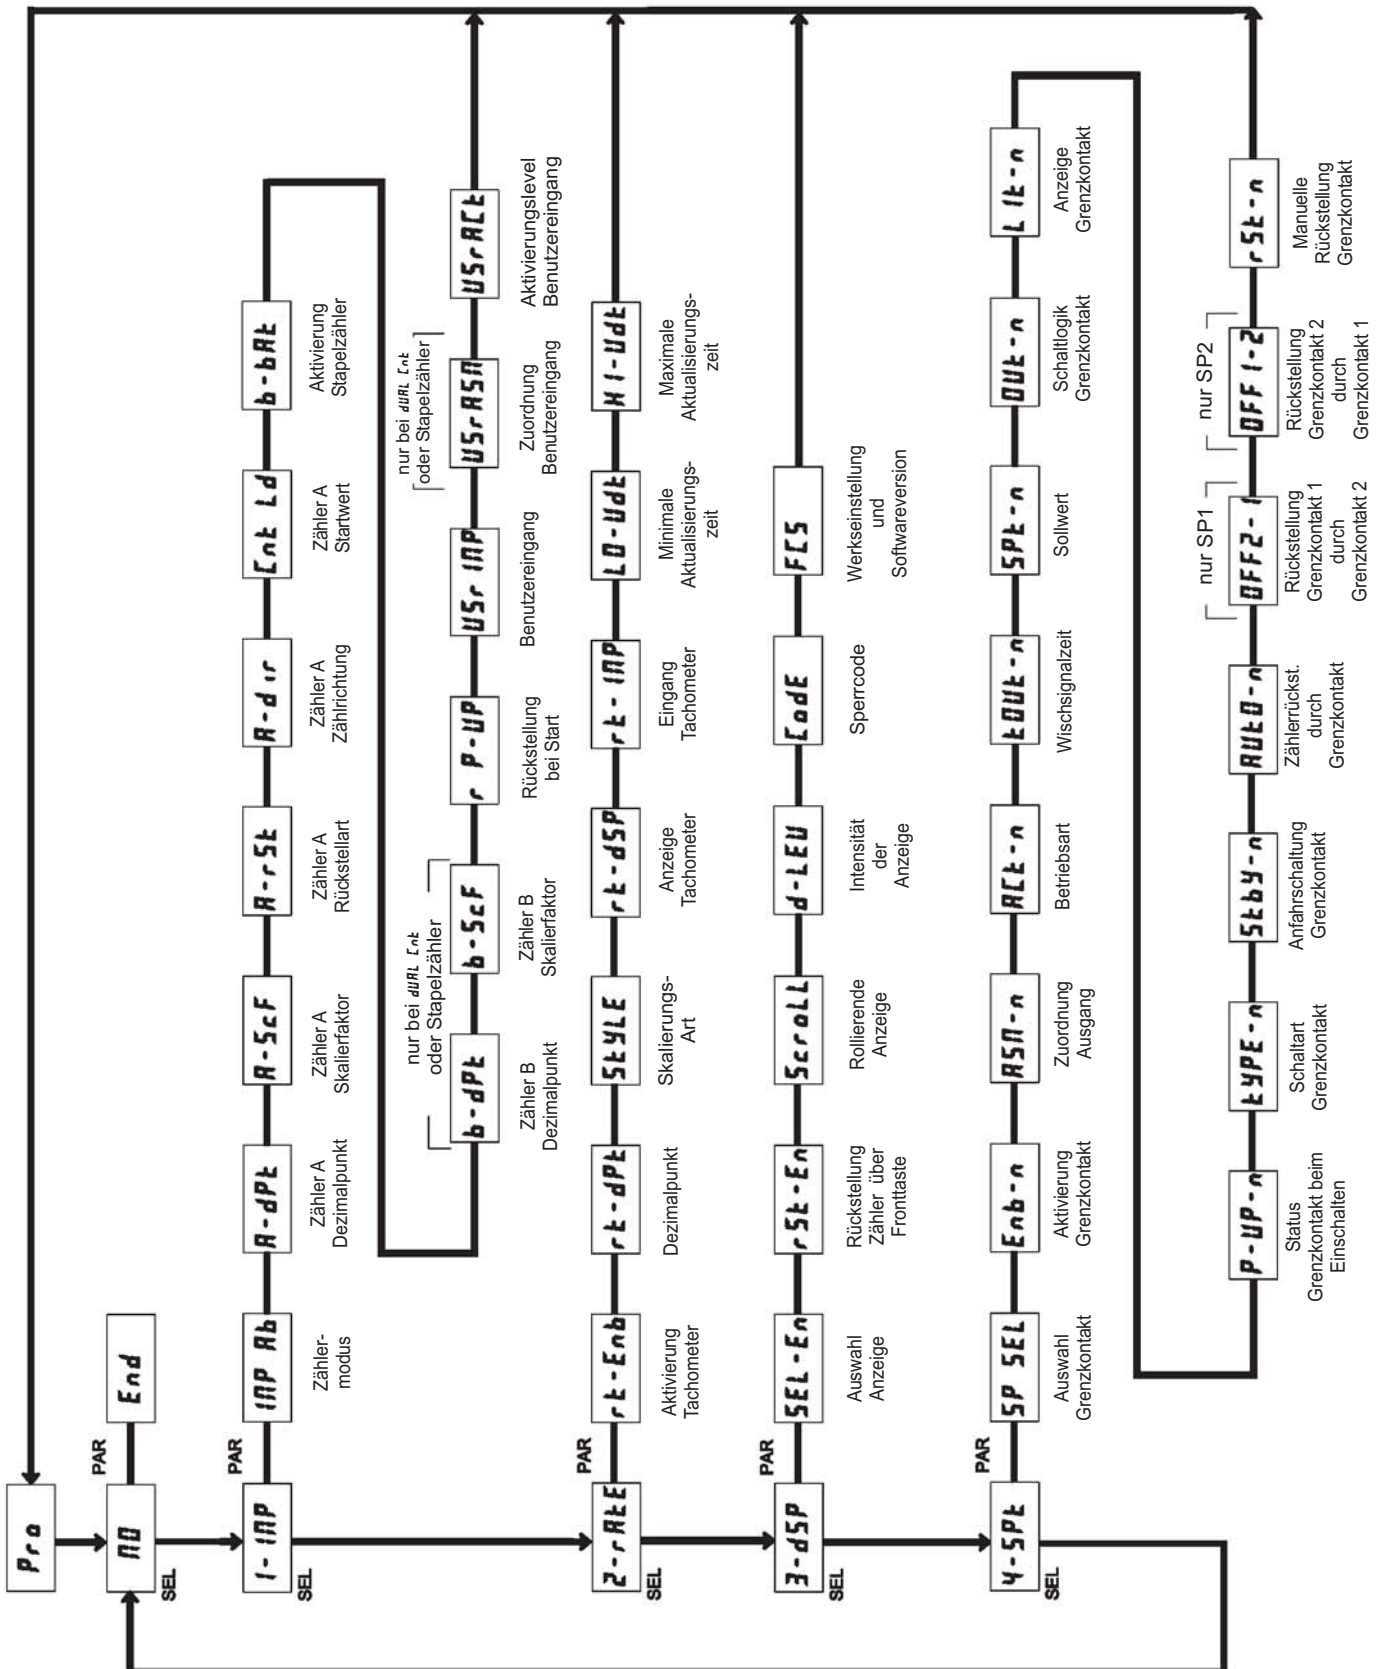 Pro
NO
PAR
End
SEL
1-INP
PAR
SEL
INP Ab
Zähler-
modus
A-dPt
Zähler A
Dezimalpunkt
A-ScF
Zähler A
Skalierfaktor
A-rSt
Zähler A
Rückstellart
A-dir
Zähler A
Zählrichtung
Cnt Ld
Zähler A
Startwert
b-bAt
Aktivierung
Stapelzähler
nur bei dUAL Cnt
oder Stapelzähler
b-dPt
Zähler B
Dezimalpunkt
b-ScF
Zähler B
Skalierfaktor
r P-UP
Rückstellung
bei Start
USr INP
Benutzereingang
nur bei dUAL Cnt
oder Stapelzähler
USrASN
Zuordnung
Benutzereingang
USrACt
Aktivierungslevel
Benutzereingang
2-rAtE
PAR
SEL
rt-Enb
Aktivierung
Tachometer
rt-dPt
Dezimalpunkt
StYLE
Skalierungs-
Art
rt-dSP
Anzeige
Tachometer
rt-INP
Eingang
Tachometer
LO-Udt
Minimale
Aktualisierungs-
zeit
HI-Udt
Maximale
Aktualisierungs-
zeit
3-dSP
PAR
SEL
SEL-En
Auswahl
Anzeige
rSt-En
Rückstellung
Zähler über
Fronttaste
ScroLL
Rollierende
Anzeige
d-LEV
Intensität
der
Anzeige
CodE
Sperrcode
FCS
Werkseinstellung
und
Softwareversion
4-SPt
PAR
SEL
SP SEL
Auswahl
Grenzkontakt
Enb-n
Aktivierung
Grenzkontakt
ASN-n
Zuordnung
Ausgang
ACt-n
Betriebsart
tOUt-n
Wischsignalzeit
SPt-n
Sollwert
OUt-n
Schaltlogik
Grenzkontakt
LIt-n
Anzeige
Grenzkontakt
P-UP-n
Status
Grenzkontakt beim
Einschalten
tYPE-n
Schaltart
Grenzkontakt
Stby-n
Anfahrschaltung
Grenzkontakt
AUtO-n
Zählerrückst.
durch
Grenzkontakt
nur SP1
OFF2-1
Rückstellung
Grenzkontakt 1
durch
Grenzkontakt 2
nur SP2
OFF1-2
Rückstellung
Grenzkontakt 2
durch
Grenzkontakt 1
rSt-n
Manuelle
Rückstellung
Grenzkontakt